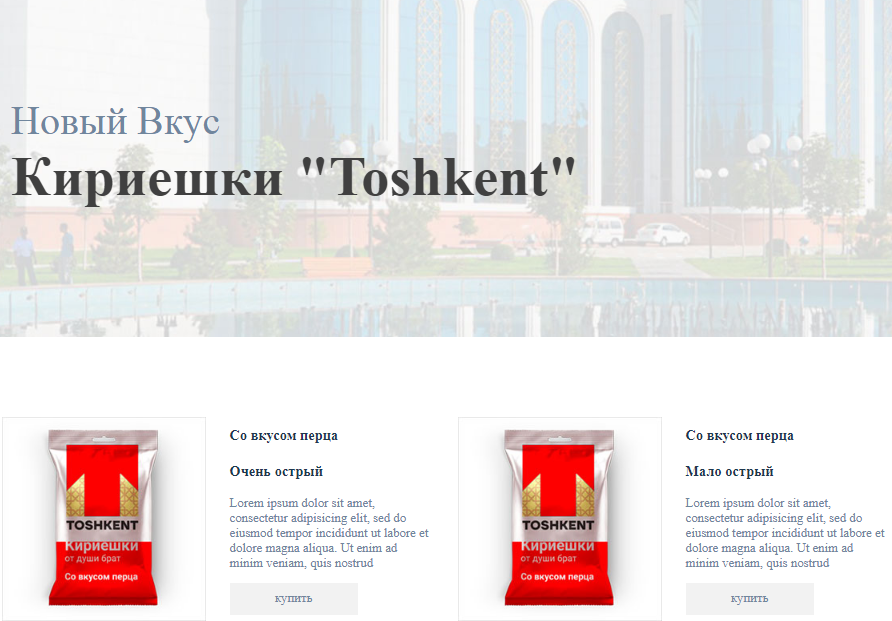 Новый Вкус
Кириешки "Toshkent"
TOSHKENT
Кириешки
от души брат
Со вкусом перца
Со вкусом перца
Очень острый
Lorem ipsum dolor sit amet,
consectetur adipisicing elit, sed do
eiusmod tempor incididunt ut labore et
dolore magna aliqua. Ut enim ad
minim veniam, quis nostrud
купить
TOSHKENT
Кириешки
от души брат
Со вкусом перца
Со вкусом перца
Мало острый
Lorem ipsum dolor sit amet,
consectetur adipisicing elit, sed do
eiusmod tempor incididunt ut labore et
dolore magna aliqua. Ut enim ad
minim veniam, quis nostrud
купить